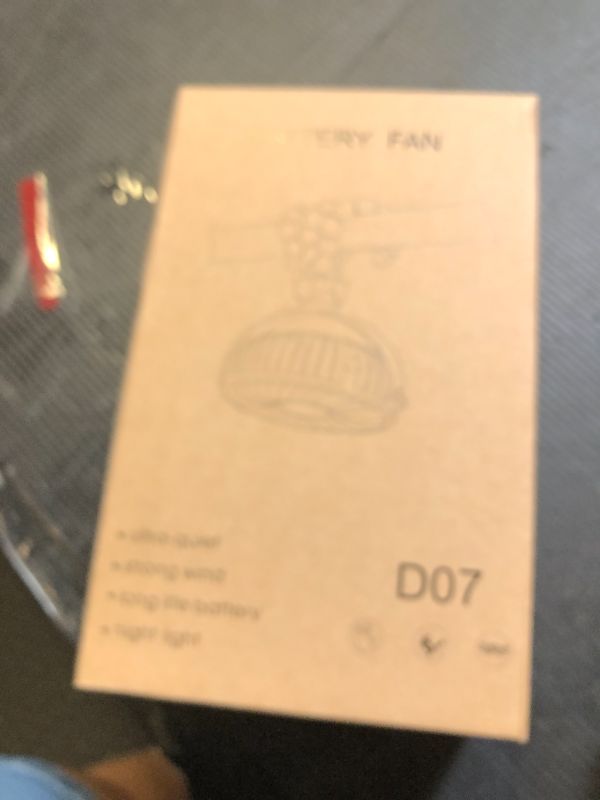 FAN
• ultra quiet
• strong wind
• long life battery
• night light
D07